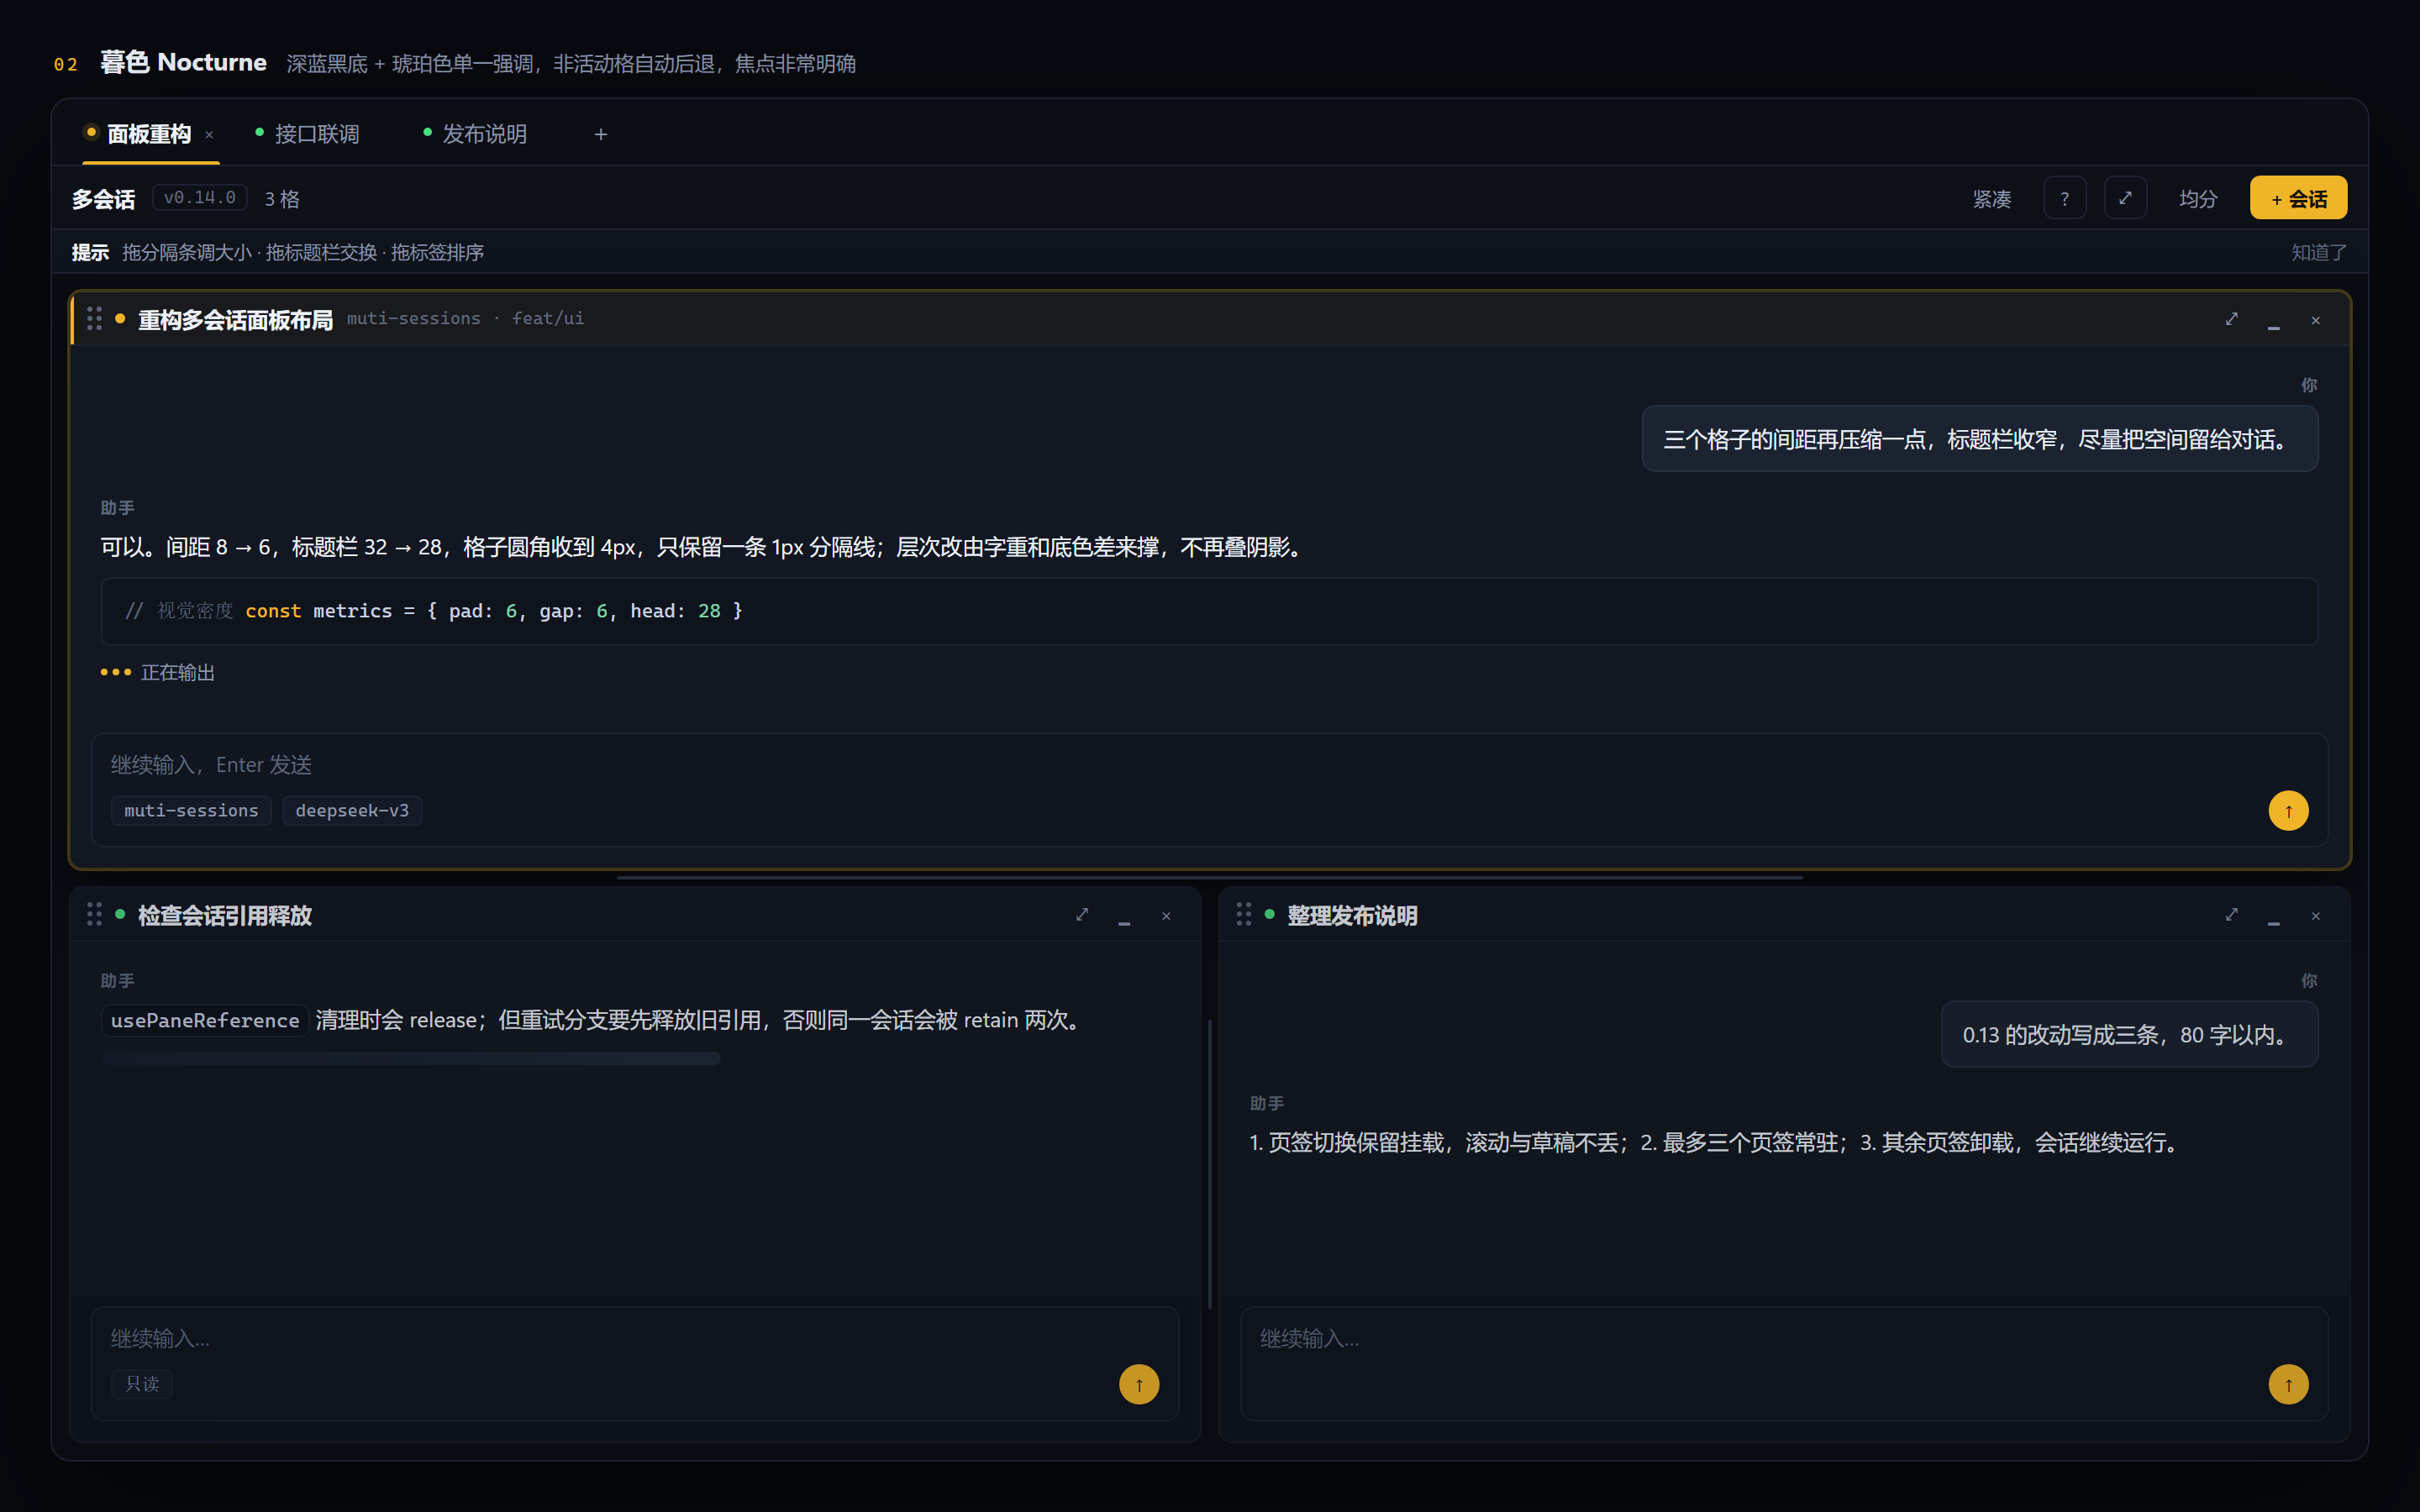 02 暮色 Nocturne 深蓝黑底 + 琥珀色单一强调，非活动格自动后退，焦点非常明确
面板重构 × 接口联调 发布说明 +
多会话 v0.14.0 3 格 紧凑 ? ⤢ 均分 + 会话
提示 拖分隔条调大小 · 拖标题栏交换 · 拖标签排序 知道了
重构多会话面板布局 muti-sessions · feat/ui ⤢ _ ×
你
三个格子的间距再压缩一点，标题栏收窄，尽量把空间留给对话。
助手
可以。间距 8 → 6，标题栏 32 → 28，格子圆角收到 4px，只保留一条 1px 分隔线；层次改由字重和底色差来撑，不再叠阴影。
// 视觉密度 const metrics = { pad: 6, gap: 6, head: 28 }
正在输出
继续输入，Enter 发送
muti-sessions deepseek-v3 ↑
检查会话引用释放 ⤢ _ ×
助手
usePaneReference 清理时会 release；但重试分支要先释放旧引用，否则同一会话会被 retain 两次。
继续输入…
只读 ↑
整理发布说明 ⤢ _ ×
你
0.13 的改动写成三条，80 字以内。
助手
1. 页签切换保留挂载，滚动与草稿不丢；2. 最多三个页签常驻；3. 其余页签卸载，会话继续运行。
继续输入…
↑